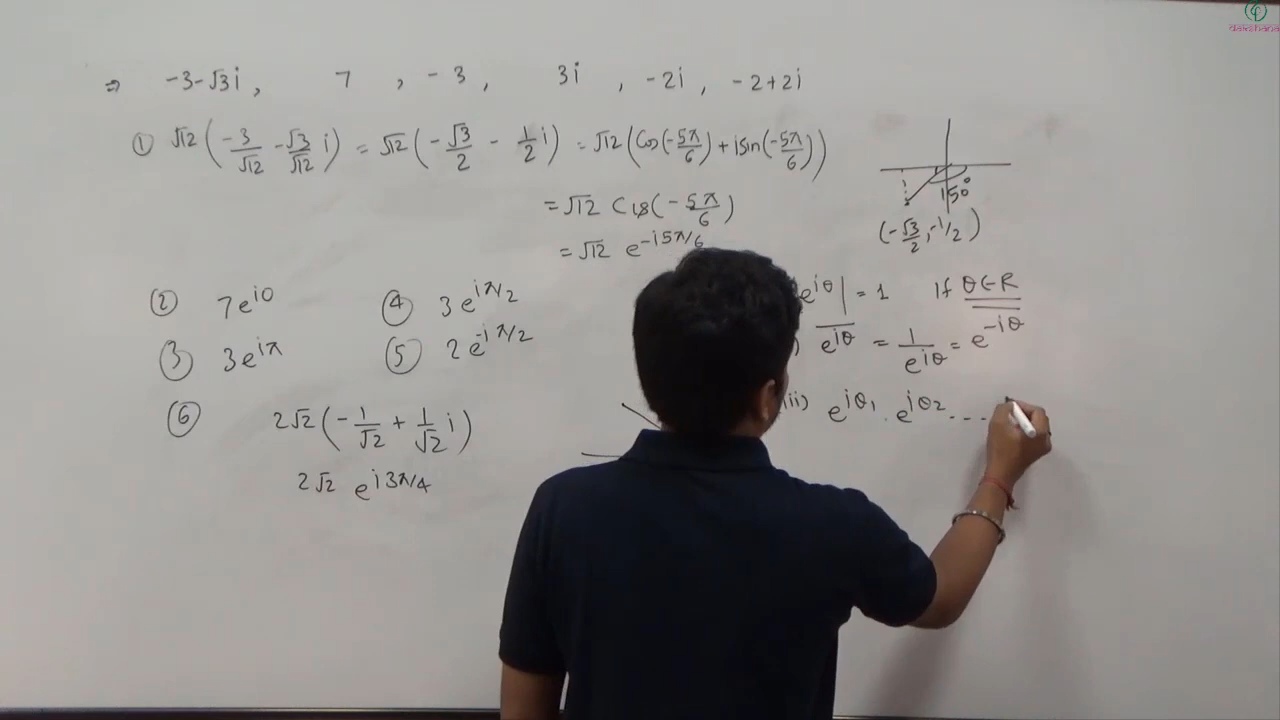 ⇒ -3-√3i, 7, -3, 3i, -2i, -2+2i
① √12(-3/√12 -√3/√12 i) = √12(-√3/2 - 1/2 i) = √12(Cos(-5π/6) + isin(-5π/6))
= √12 Cis(-5π/6)
= √12 e^-i5π/6
150°
(-√3/2, -1/2)
② 7e^i0
④ 3e^iπ/2
③ 3e^iπ
⑤ 2e^-iπ/2
⑥ 2√2(-1/√2 + 1/√2 i)
2√2 e^i3π/4
e^iθ| = 1 If θ∈R
) e̅^̅i̅θ̅ = 1/e^iθ = e^-iθ
iii) e^iθ₁ . e^iθ₂ ....